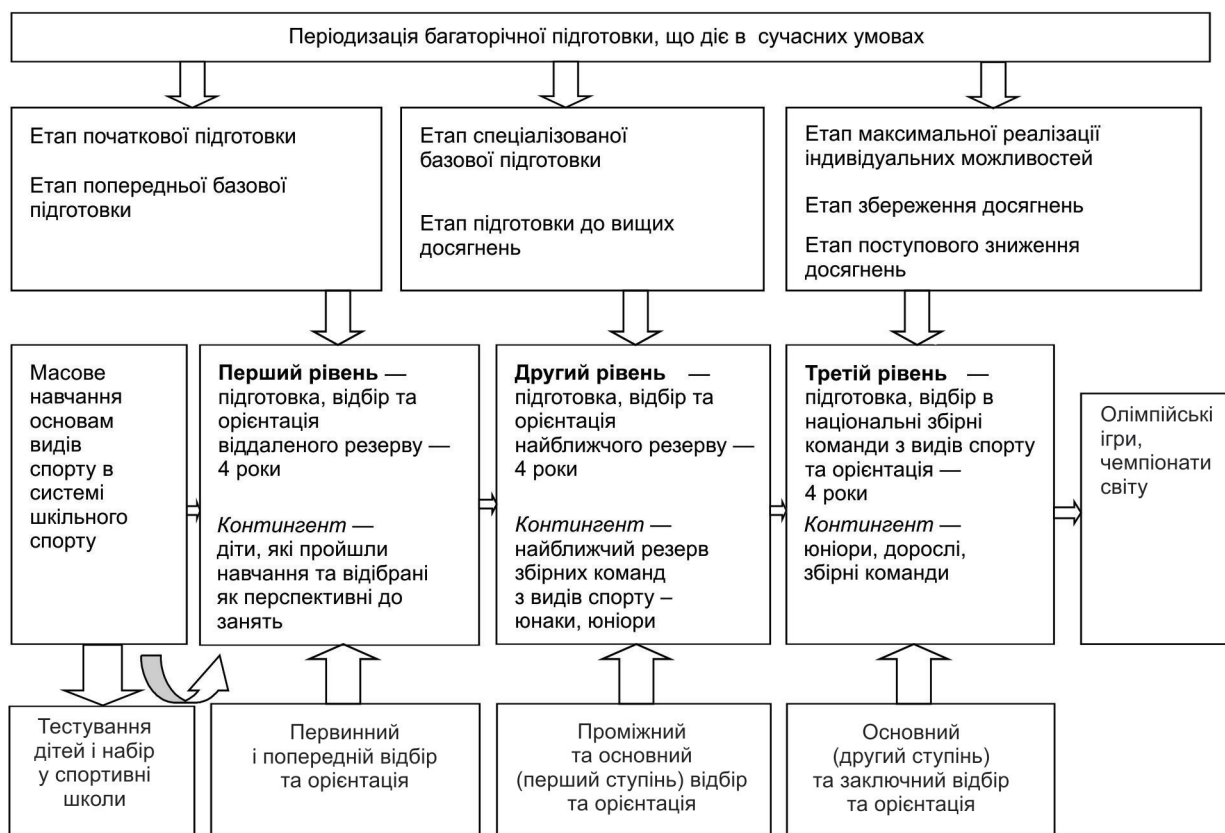 Періодизація багаторічної підготовки, що діє в сучасних умовах
Етап початкової підготовки
Етап попередньої базової
підготовки
Етап спеціалізованої
базової підготовки
Етап підготовки до вищих
досягнень
Етап максимальної реалізації
індивідуальних можливостей
Етап збереження досягнень
Етап поступового зниження
досягнень
Масове
навчання
основам
видів
спорту в
системі
шкільного
спорту
Перший рівень —
підготовка, відбір та
орієнтація
віддаленого резерву —
4 роки
Контингент —
діти, які пройшли
навчання та відібрані
як перспективні до
занять
Другий рівень —
підготовка, відбір та
орієнтація
найближчого резерву —
4 роки
Контингент —
найближчий резерв
збірних команд
з видів спорту –
юнаки, юніори
Третій рівень —
підготовка, відбір в
національні збірні
команди з видів спорту
та орієнтація —
4 роки
Контингент —
юніори, дорослі,
збірні команди
Олімпійські
ігри,
чемпіонати
світу
Тестування
дітей і набір
у спортивні
школи
Первинний
і попередній відбір
та орієнтація
Проміжний
та основний
(перший ступінь) відбір
та орієнтація
Основний
(другий ступінь)
та заключний відбір
та орієнтація